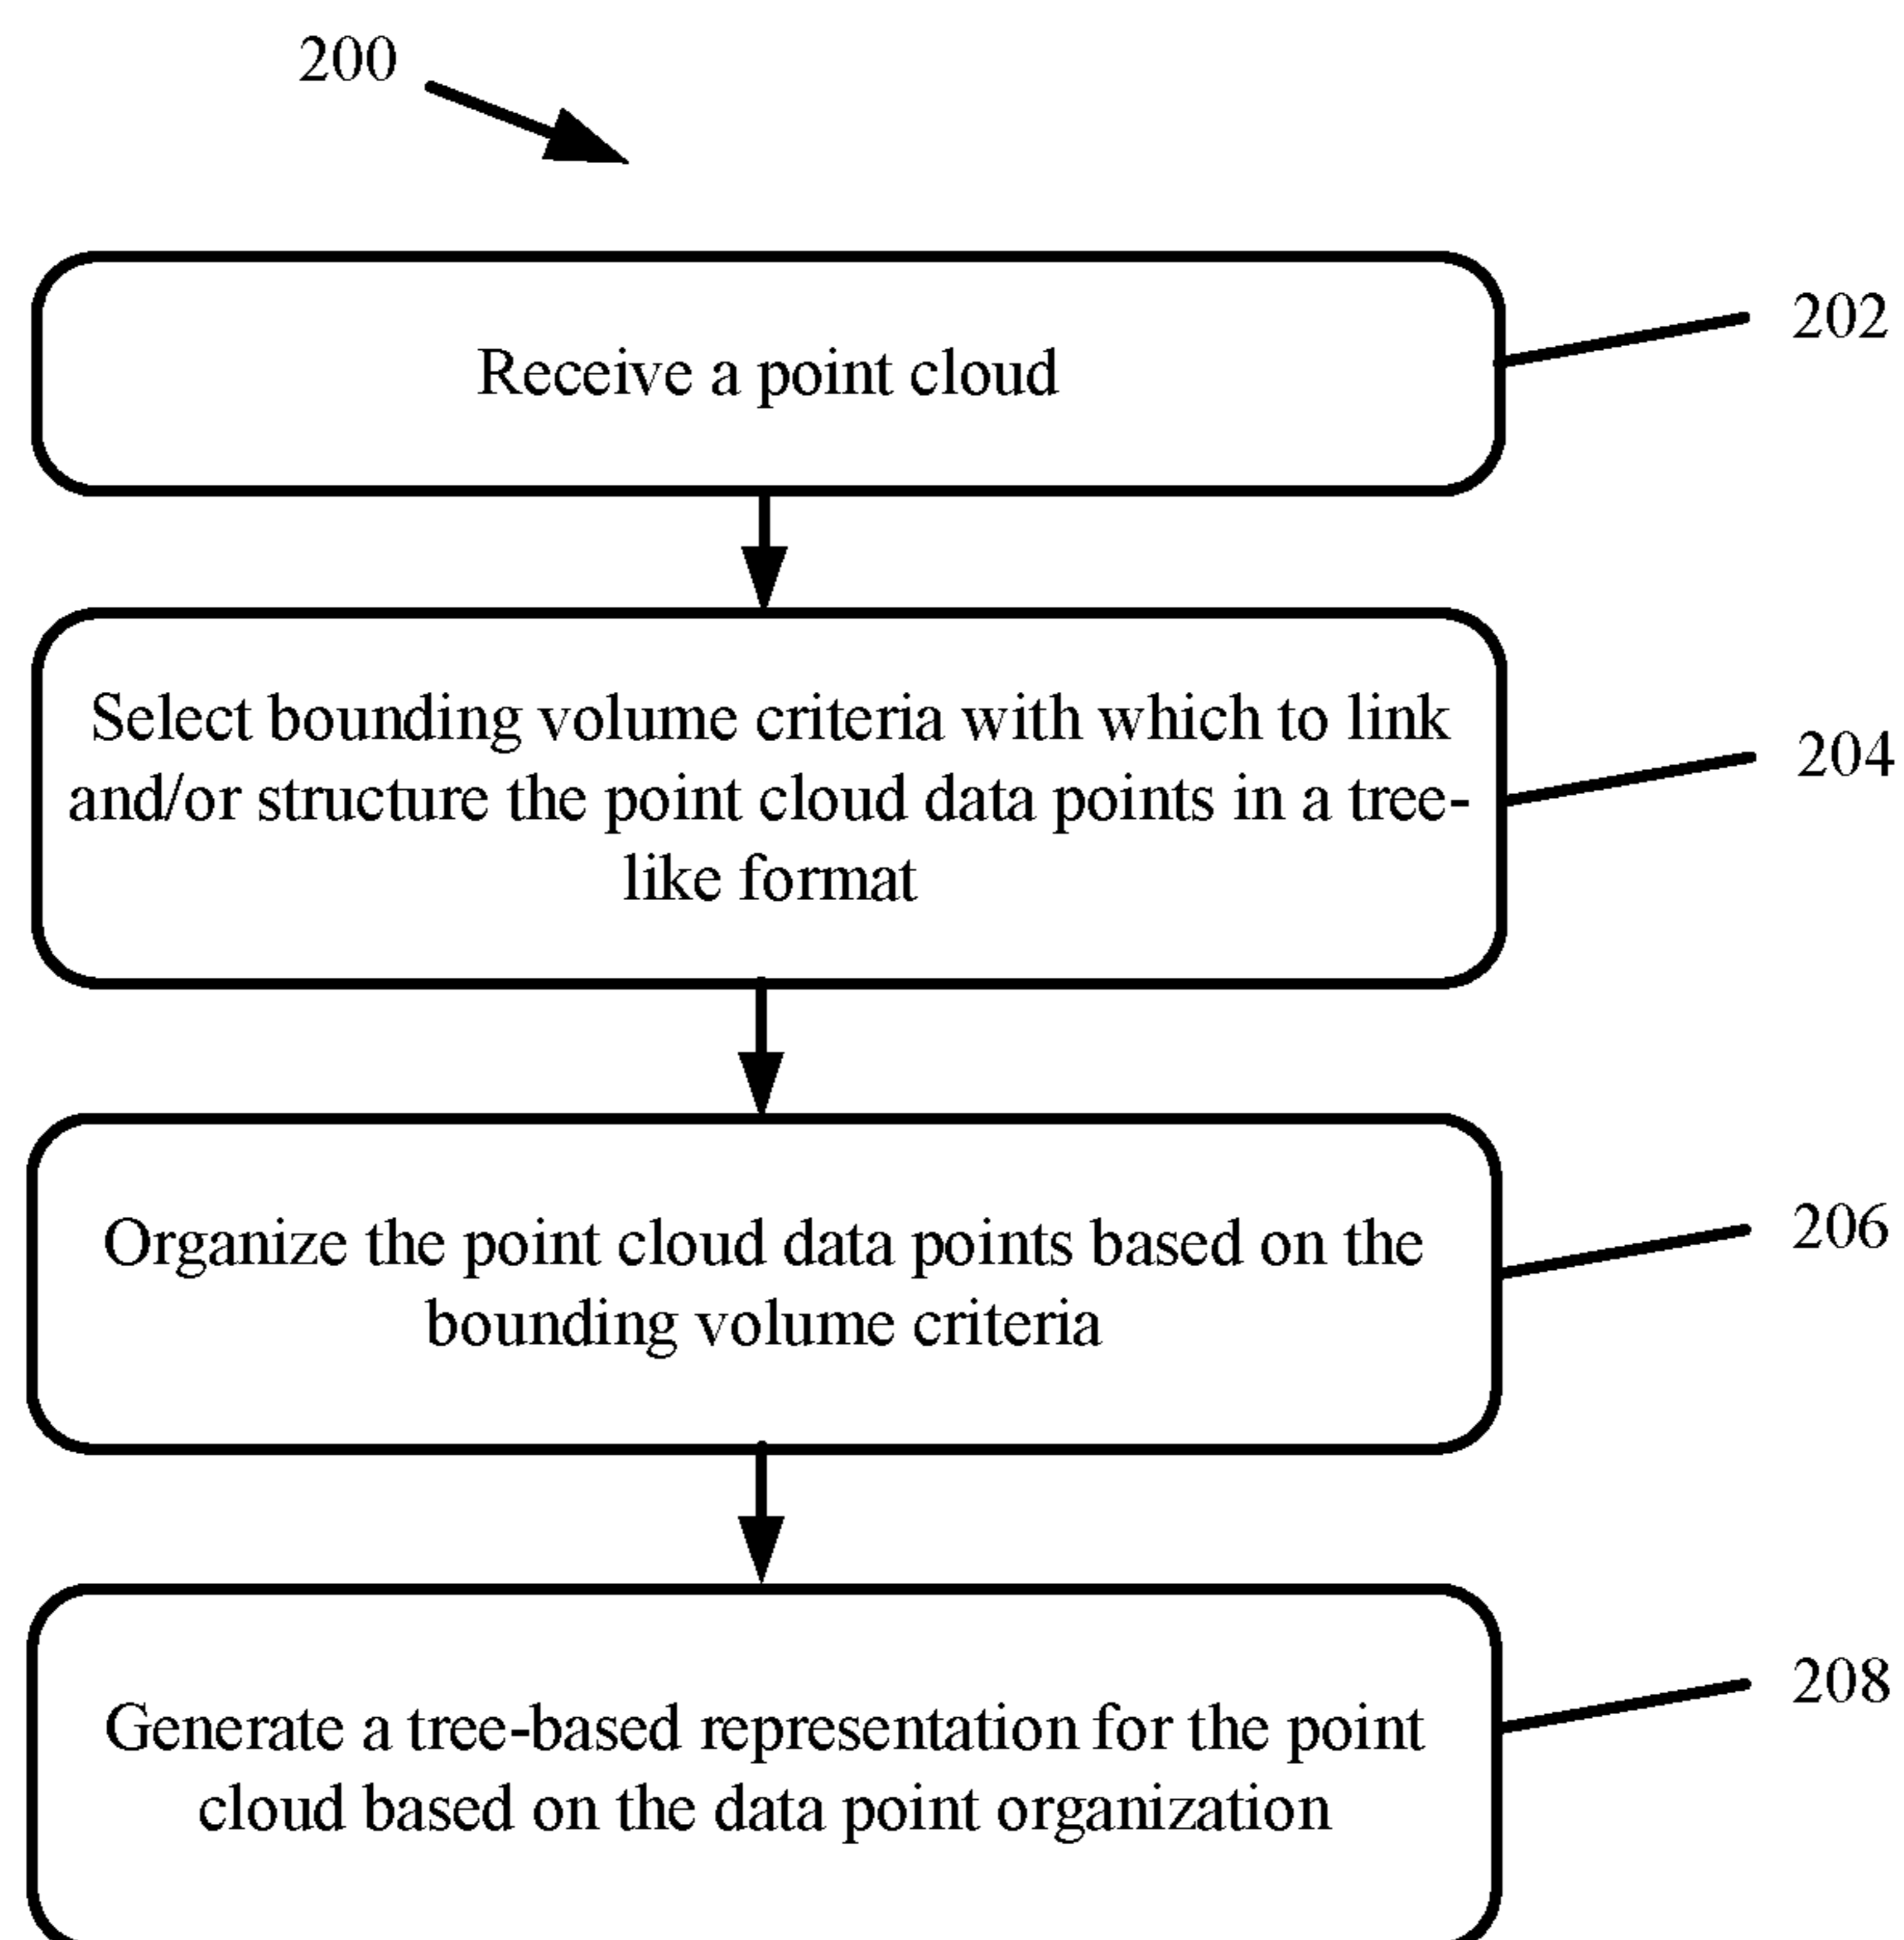 200
Receive a point cloud
202
Select bounding volume criteria with which to link
and/or structure the point cloud data points in a tree-
like format
204
Organize the point cloud data points based on the
bounding volume criteria
206
Generate a tree-based representation for the point
cloud based on the data point organization
208